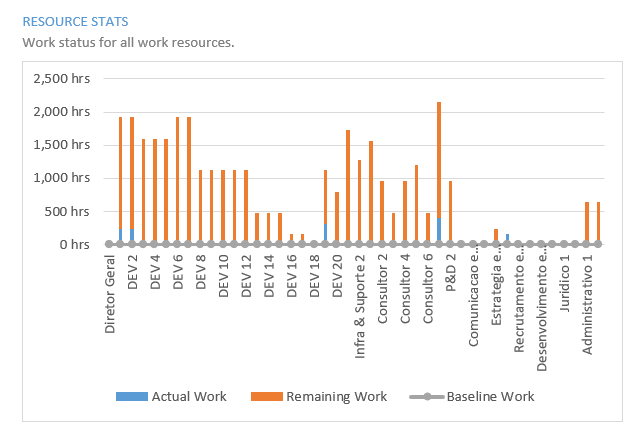 RESOURCE STATS
Work status for all work resources.
2,500 hrs
2,000 hrs
1,500 hrs
1,000 hrs
500 hrs
0 hrs
Diretor Geral
DEV 2
DEV 4
DEV 6
DEV 8
DEV 10
DEV 12
DEV 14
DEV 16
DEV 18
DEV 20
Infra & Suporte 2
Consultor 2
Consultor 4
Consultor 6
P&D 2
Comunicacao e...
Estrategia e...
Recrutamento e...
Desenvolvimento e...
Juridico 1
Administrativo 1
Actual Work Remaining Work Baseline Work